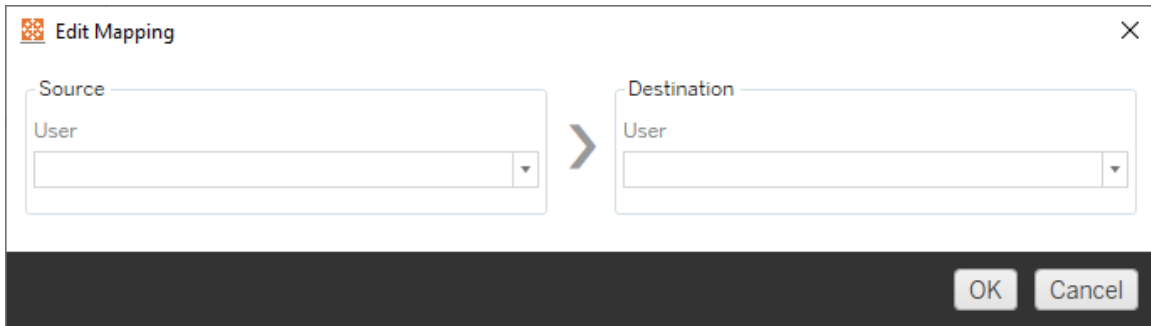 Edit Mapping
Source
Destination
User
User
OK
Cancel